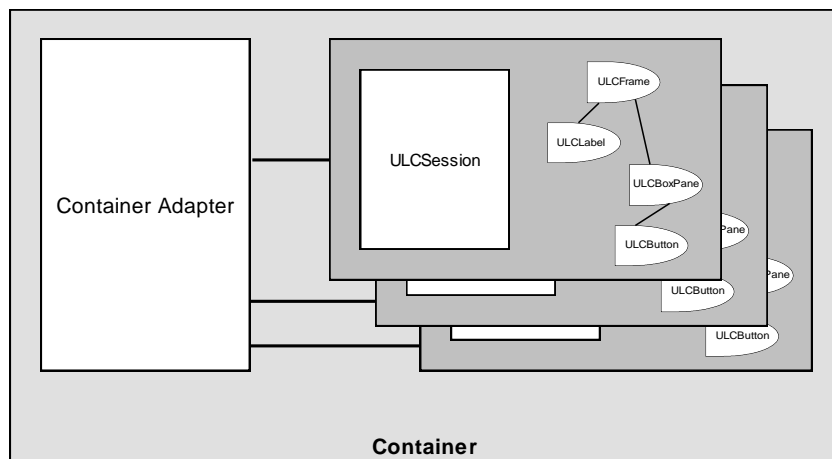 ULCFrame
ULCLabel
ULCSession
ULCBoxPane
Container Adapter
Pane
ULCButton
Pane
ULCButton
ULCButton
Container